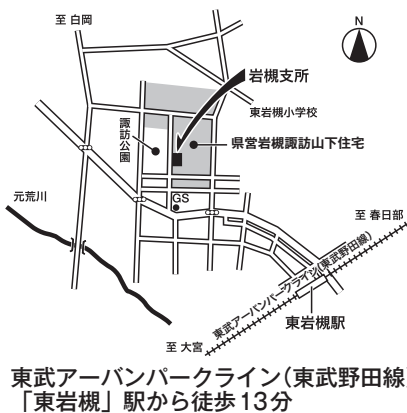 至 白岡
N
岩槻支所
東岩槻小学校
諏訪公園
県営岩槻諏訪山下住宅
元荒川
GS
至 春日部
東武アーバンパークライン(東武野田線)
東岩槻駅
至 大宮
東武アーバンパークライン（東武野田線）
「東岩槻」駅から徒歩13分